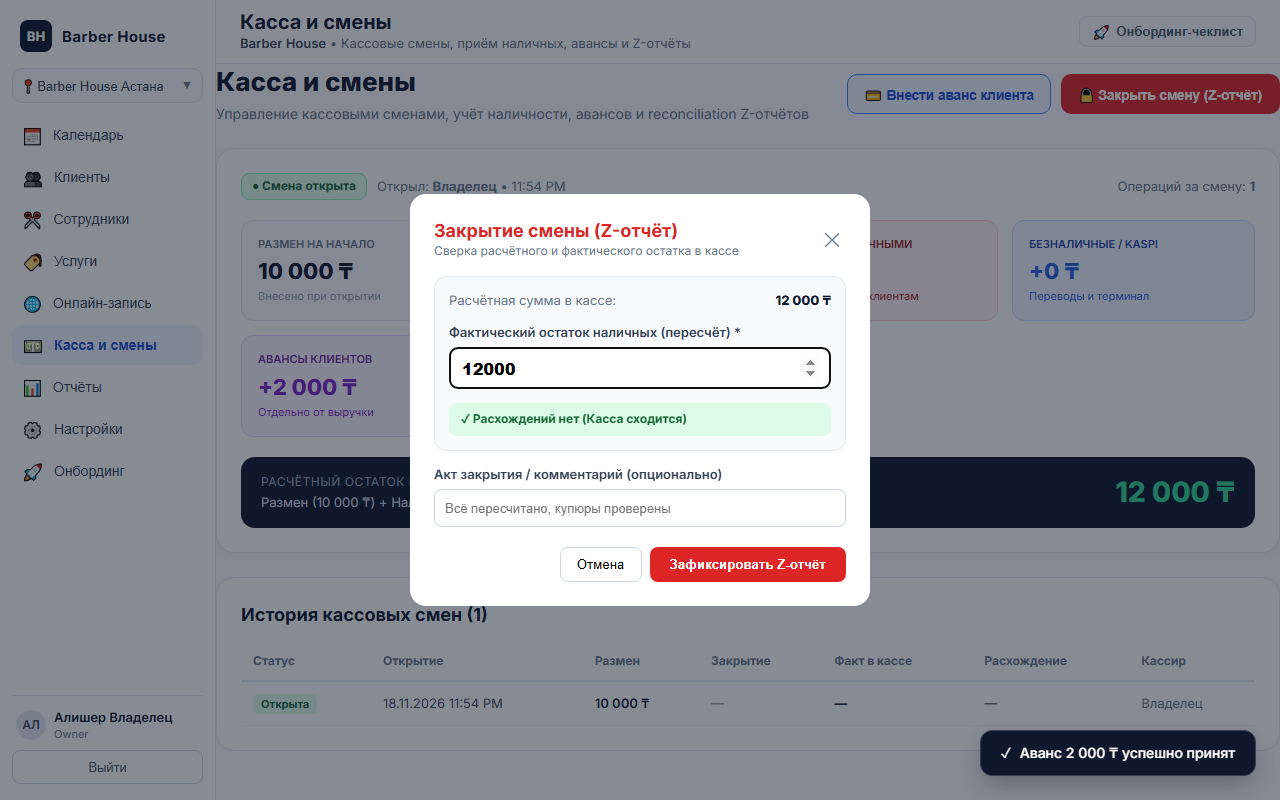 BH Barber House
Barber House Астана ▼
Календарь
Клиенты
Сотрудники
Услуги
Онлайн-запись
Касса и смены
Отчёты
Настройки
Онбординг
АЛ
Алишер Владелец
Owner
Выйти
Касса и смены
Barber House • Кассовые смены, приём наличных, авансы и Z-отчёты
Онбординг-чеклист
Касса и смены
Управление кассовыми сменами, учёт наличности, авансов и reconciliation Z-отчётов
Внести аванс клиента
Закрыть смену (Z-отчёт)
● Смена открыта
Открыл: Владелец • 11:54 PM
Операций за смену: 1
РАЗМЕН НА НАЧАЛО
10 000 ₸
Внесено при открытии
БЕЗНАЛИЧНЫЕ / KASPI
+0 ₸
Переводы и терминал
АВАНСЫ КЛИЕНТОВ
+2 000 ₸
Отдельно от выручки
РАСЧЁТНЫЙ ОСТАТОК
Размен (10 000 ₸) +
12 000 ₸
Закрытие смены (Z-отчёт)
Сверка расчётного и фактического остатка в кассе
Расчётная сумма в кассе: 12 000 ₸
Фактический остаток наличных (пересчёт) *
12000
✓ Расхождений нет (Касса сходится)
Акт закрытия / комментарий (опционально)
Всё пересчитано, купюры проверены
Отмена
Зафиксировать Z-отчёт
История кассовых смен (1)
Статус Открытие Размен Закрытие Факт в кассе Расхождение Кассир
Открыта 18.11.2026 11:54 PM 10 000 ₸ — — — Владелец
✓ Аванс 2 000 ₸ успешно принят